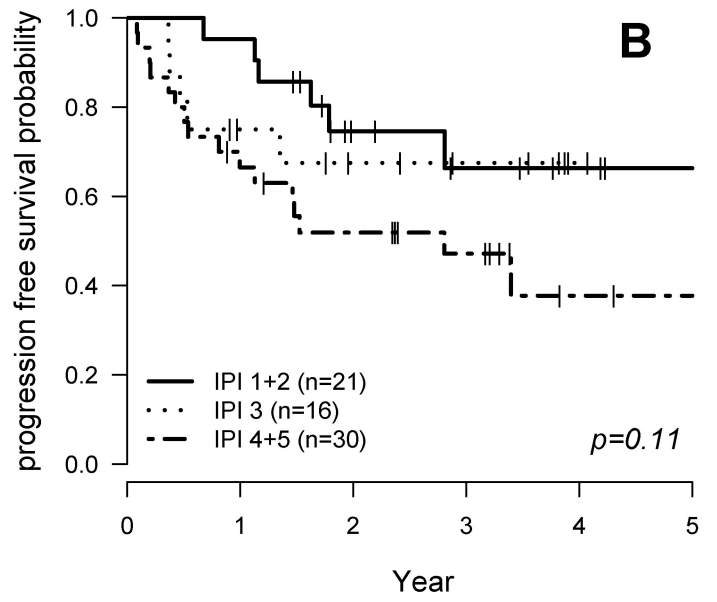 B
progression free survival probability
1.0
0.8
0.6
0.4
0.2
0.0
IPI 1+2 (n=21)
IPI 3 (n=16)
IPI 4+5 (n=30)
p=0.11
0 1 2 3 4 5
Year